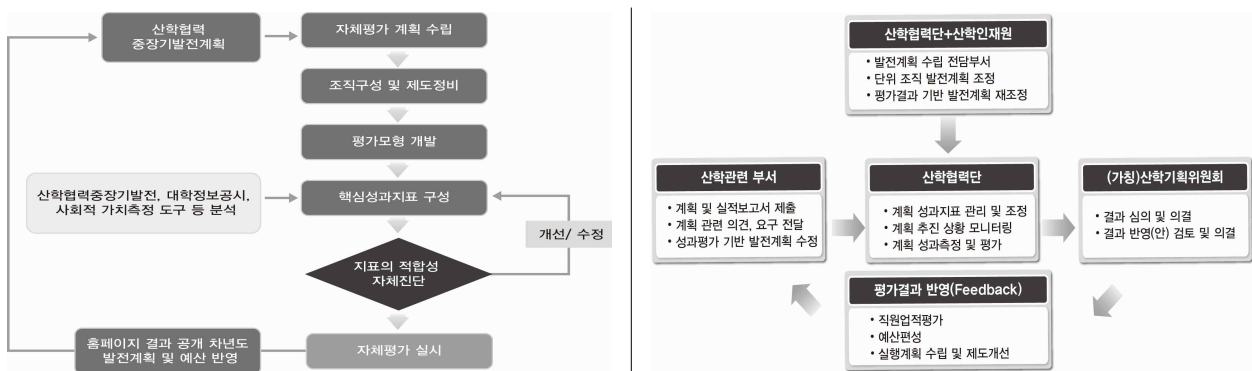 산학협력
중장기발전계획
자체평가 계획 수립
조직구성 및 제도정비
평가모형 개발
산학협력중장기발전, 대학정보공시,
사회적 가치측정 도구 등 분석
핵심성과지표 구성
개선/ 수정
지표의 적합성
자체진단
홈페이지 결과 공개 차년도
발전계획 및 예산 반영
자체평가 실시
산학협력단+산학인재원
• 발전계획 수립 전담부서
• 단위 조직 발전계획 조정
• 평가결과 기반 발전계획 재조정
산학관련 부서
• 계획 및 실적보고서 제출
• 계획 관련 의견, 요구 전달
• 성과평가 기반 발전계획 수정
산학협력단
• 계획 성과지표 관리 및 조정
• 계획 추진 상황 모니터링
• 계획 성과측정 및 평가
(가칭)산학기획위원회
• 결과 심의 및 의결
• 결과 반영(안) 검토 및 의결
평가결과 반영(Feedback)
• 직원업적평가
• 예산편성
• 실행계획 수립 및 제도개선